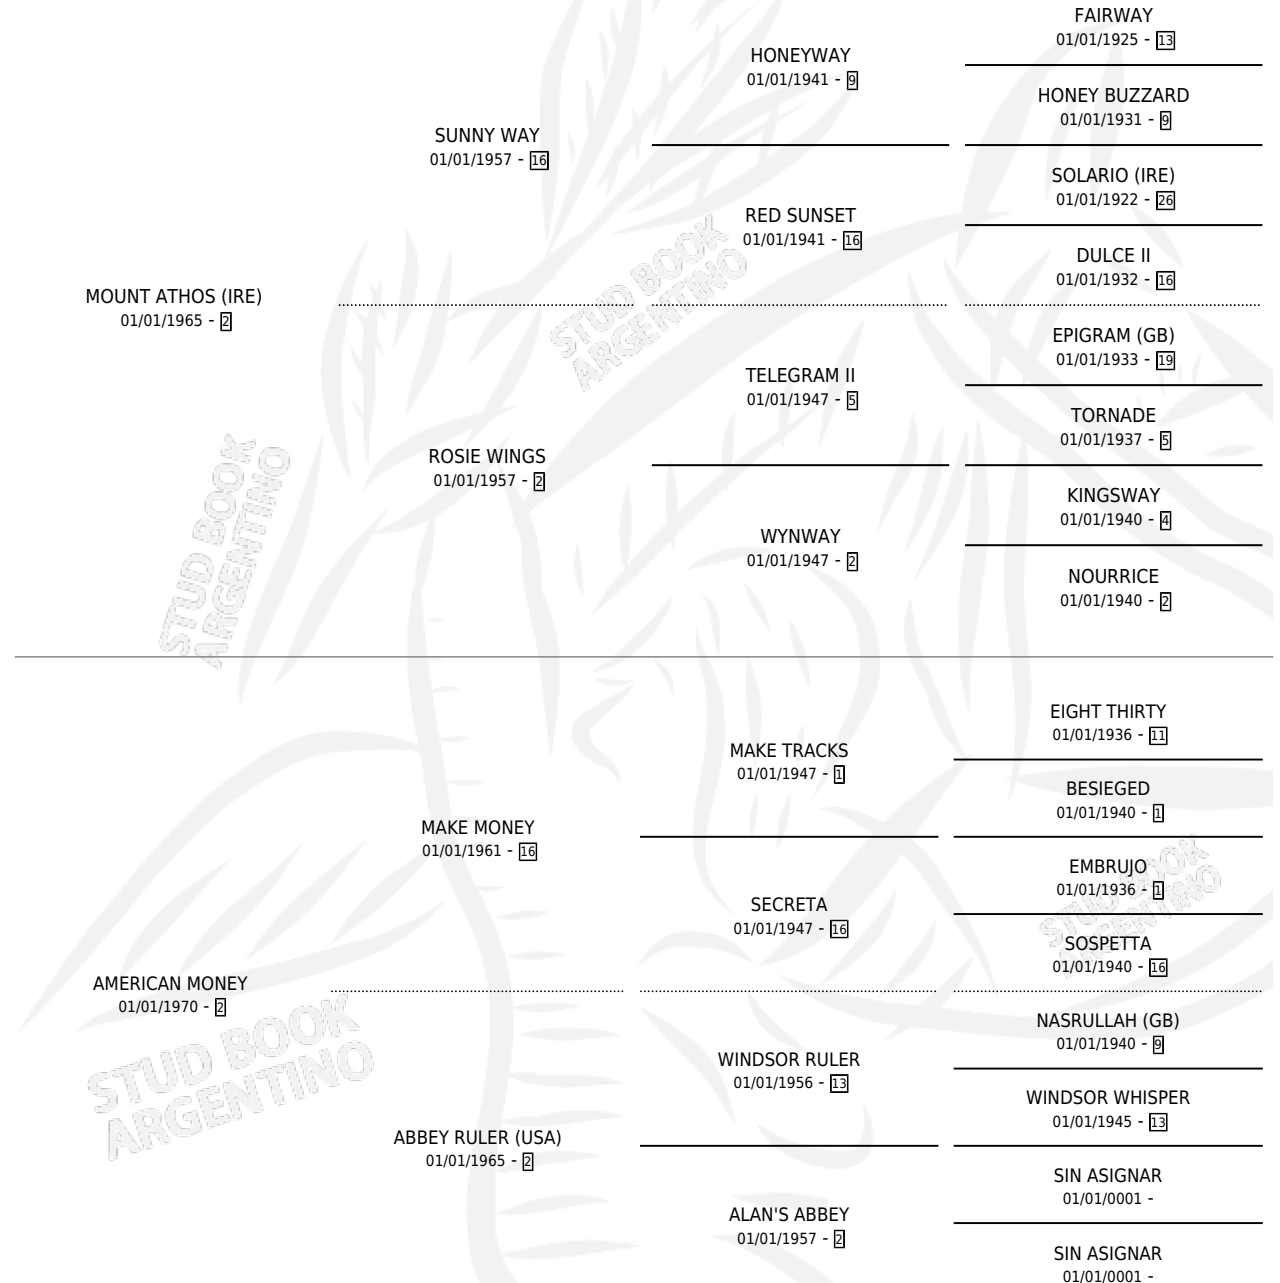 FAIRWAY
01/01/1925 - 13
HONEYWAY
01/01/1941 - 9
HONEY BUZZARD
01/01/1931 - 9
SUNNY WAY
01/01/1957 - 16
SOLARIO (IRE)
01/01/1922 - 26
RED SUNSET
01/01/1941 - 16
DULCE II
01/01/1932 - 16
MOUNT ATHOS (IRE)
01/01/1965 - 2
STUD BOOK
ARGENTINO
EPIGRAM (GB)
01/01/1933 - 19
TELEGRAM II
01/01/1947 - 5
TORNADE
01/01/1937 - 5
ROSIE WINGS
01/01/1957 - 2
KINGSWAY
01/01/1940 - 4
WYNWAY
01/01/1947 - 2
NOURRICE
01/01/1940 - 2
STUD BOOK
ARGENTINO
EIGHT THIRTY
01/01/1936 - 11
MAKE TRACKS
01/01/1947 - 1
BESIEGED
01/01/1940 - 1
MAKE MONEY
01/01/1961 - 16
EMBRUJO
01/01/1936 - 1
SECRETA
01/01/1947 - 16
STUD BOOK
ARGENTINO
SOSPETTA
01/01/1940 - 16
AMERICAN MONEY
01/01/1970 - 2
NASRULLAH (GB)
01/01/1940 - 9
WINDSOR RULER
01/01/1956 - 13
STUD BOOK
ARGENTINO
WINDSOR WHISPER
01/01/1945 - 13
ABBEY RULER (USA)
01/01/1965 - 2
SIN ASIGNAR
01/01/0001 -
ALAN'S ABBEY
01/01/1957 - 2
SIN ASIGNAR
01/01/0001 -